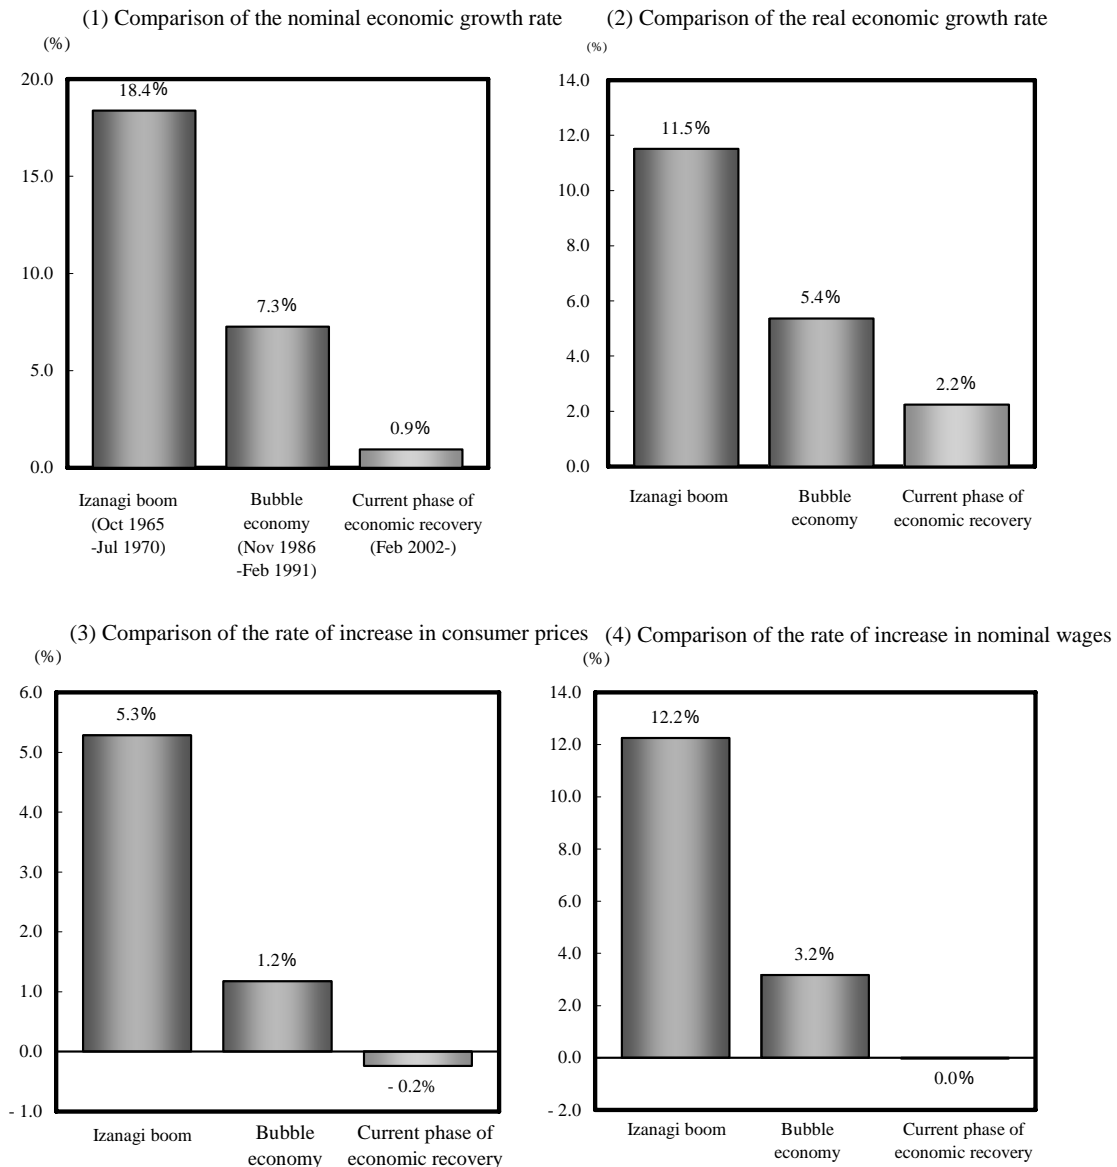 (1) Comparison of the nominal economic growth rate
(%)
20.0
15.0
10.0
5.0
0.0
18.4%
7.3%
0.9%
Izanagi boom
(Oct 1965
-Jul 1970)
Bubble
economy
(Nov 1986
-Feb 1991)
Current phase of
economic recovery
(Feb 2002-)
(2) Comparison of the real economic growth rate
(%)
14.0
12.0
10.0
8.0
6.0
4.0
2.0
0.0
11.5%
5.4%
2.2%
Izanagi boom
Bubble
economy
Current phase of
economic recovery
(3) Comparison of the rate of increase in consumer prices
(%)
6.0
5.0
4.0
3.0
2.0
1.0
0.0
- 1.0
5.3%
1.2%
- 0.2%
Izanagi boom
Bubble
economy
Current phase of
economic recovery
(4) Comparison of the rate of increase in nominal wages
(%)
14.0
12.0
10.0
8.0
6.0
4.0
2.0
0.0
- 2.0
12.2%
3.2%
0.0%
Izanagi boom
Bubble
economy
Current phase of
economic recovery